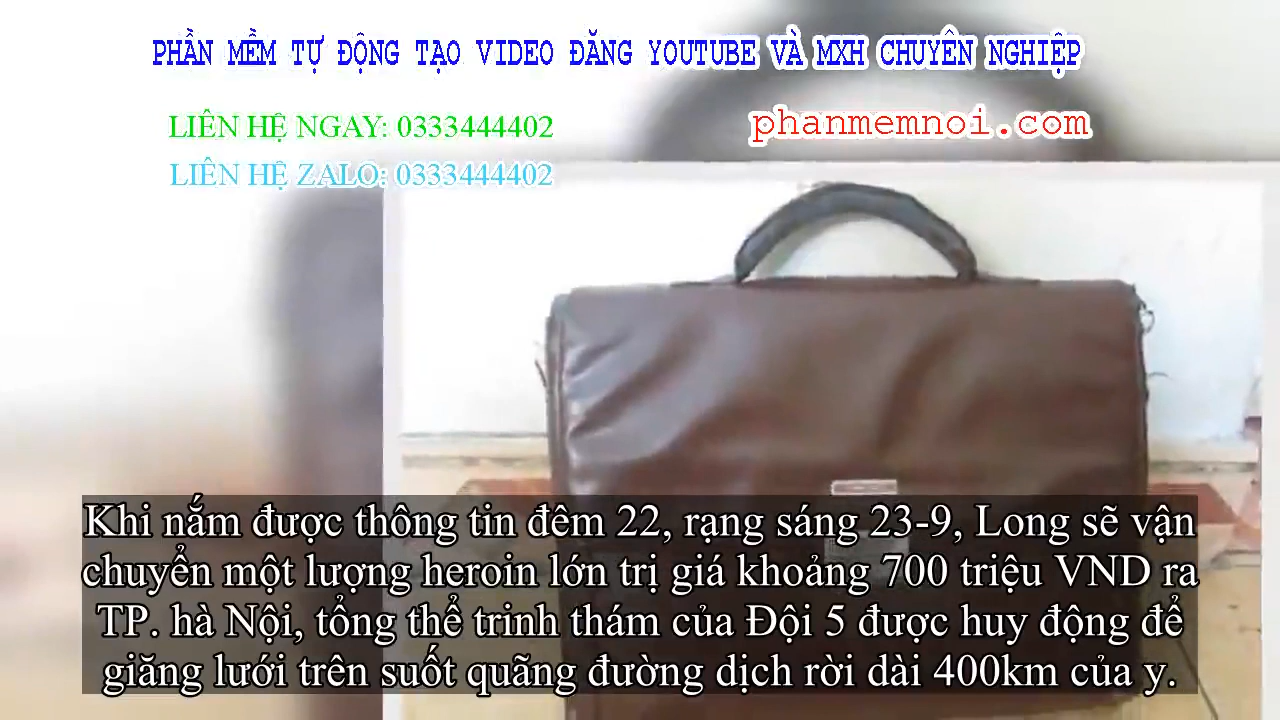 PHẦN MỀM TỰ ĐỘNG TẠO VIDEO ĐĂNG YOUTUBE VÀ MXH CHUYÊN NGHIỆP
LIÊN HỆ NGAY: 0333444402
phanmemnoi.com
LIÊN HỆ ZALO: 0333444402
Khi nắm được thông tin đêm 22, rạng sáng 23-9, Long sẽ vận
chuyển một lượng heroin lớn trị giá khoảng 700 triệu VND ra
TP. hà Nội, tổng thể trinh thám của Đội 5 được huy động để
giăng lưới trên suốt quãng đường dịch rời dài 400km của y.